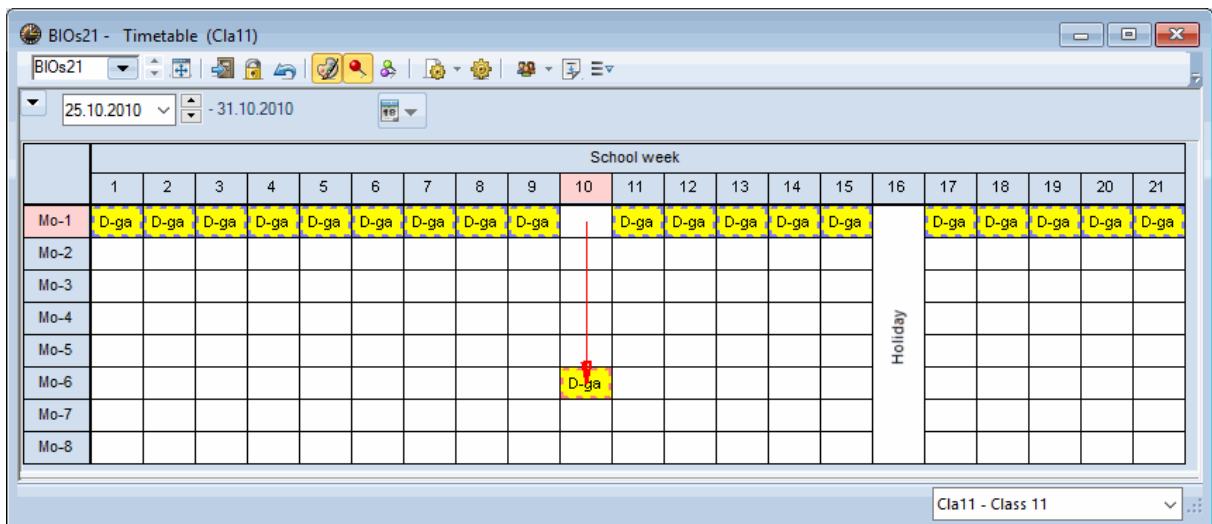 BIOs21 - Timetable (Cla11)
BIOs21
25.10.2010 - 31.10.2010
School week
1 2 3 4 5 6 7 8 9 10 11 12 13 14 15 16 17 18 19 20 21
Mo-1 D-ga D-ga D-ga D-ga D-ga D-ga D-ga D-ga D-ga D-ga D-ga D-ga D-ga D-ga D-ga D-ga D-ga D-ga D-ga
Mo-2
Mo-3
Mo-4
Mo-5
Holiday
Mo-6 D-ga
Mo-7
Mo-8
Cla11 - Class 11